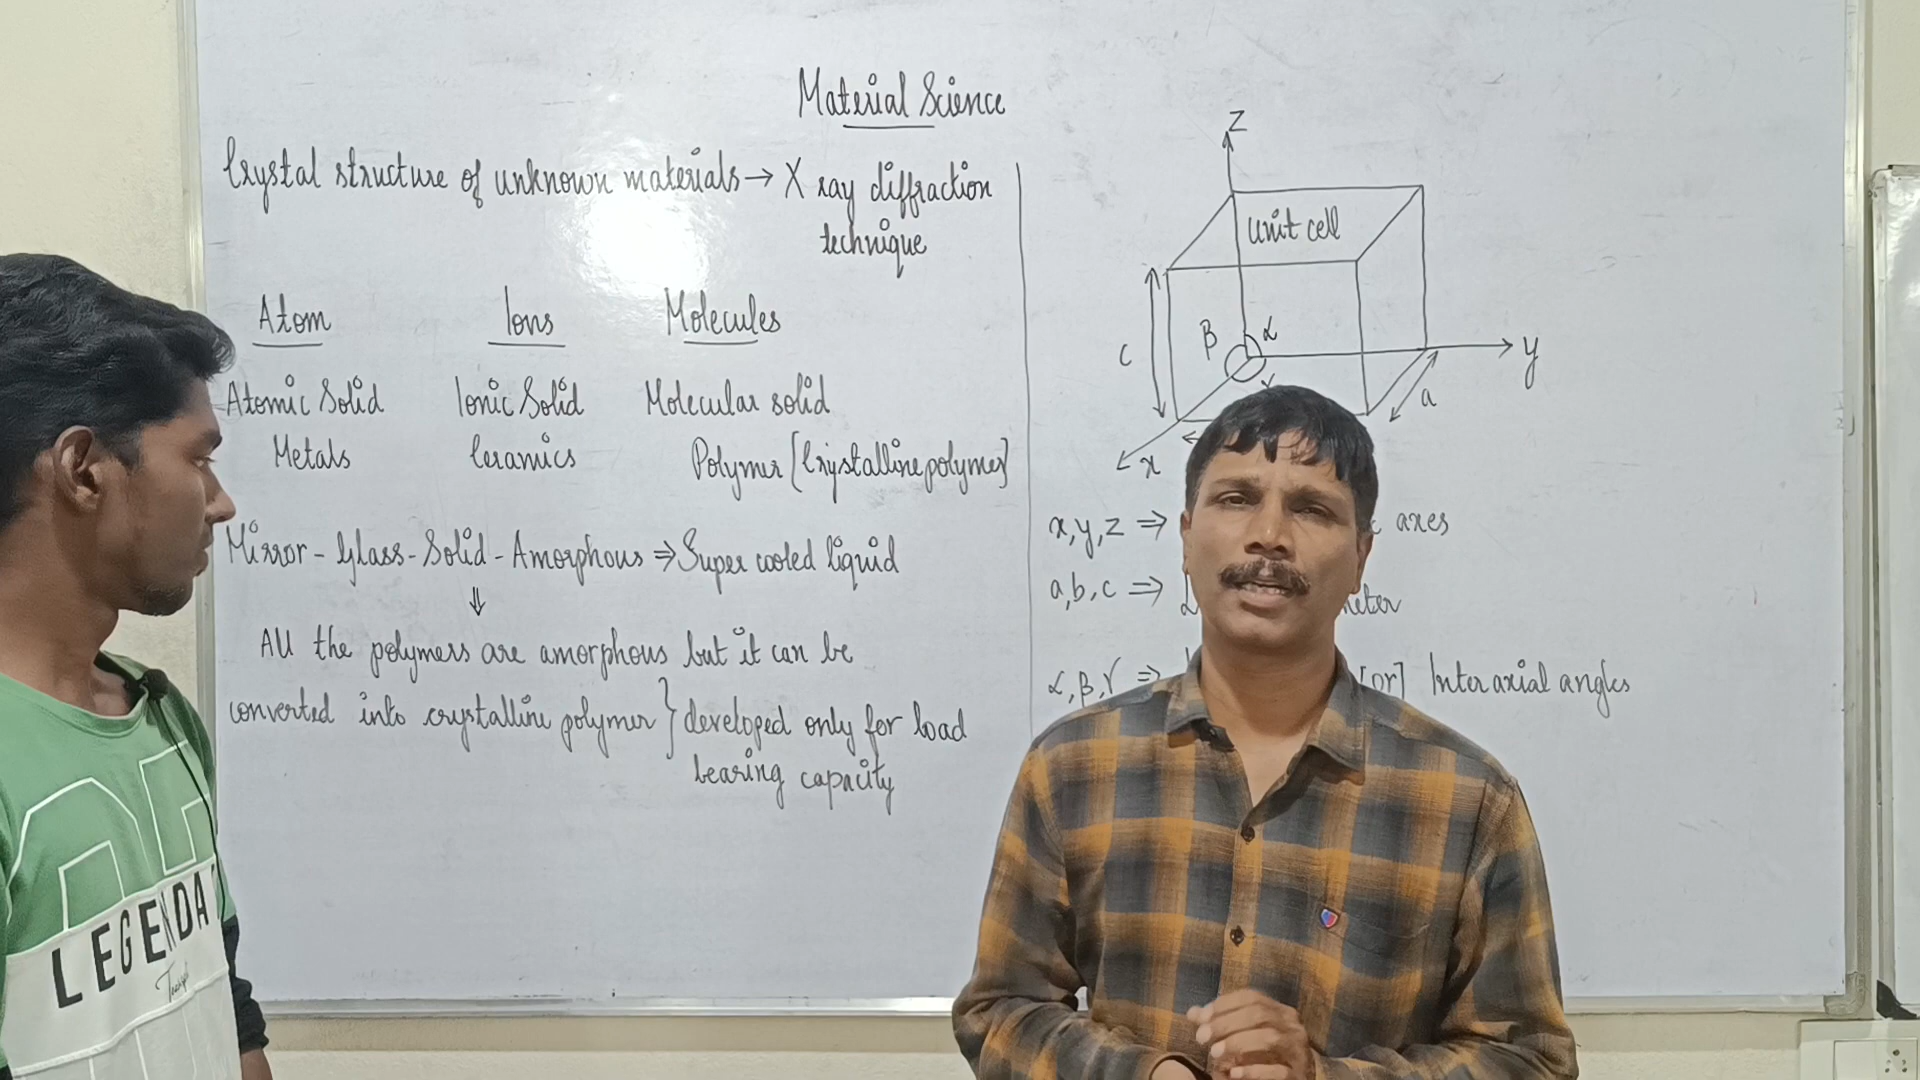 Material Science
Crystal structure of unknown materials → X ray diffraction
technique
Atom Ions Molecules
Atomic Solid Ionic Solid Molecular solid
Metals Ceramics Polymer [Crystalline polymer]
Mirror - Glass - Solid - Amorphous ⇒ Super cooled liquid
⇓
All the polymers are amorphous but it can be
converted into crystalline polymer } developed only for load
bearing capacity
Z
unit cell
β α
c
y
a
x
x, y, z ⇒ axes
a, b, c ⇒
α, β, γ ⇒ [or] Inter axial angles
LEGENDA